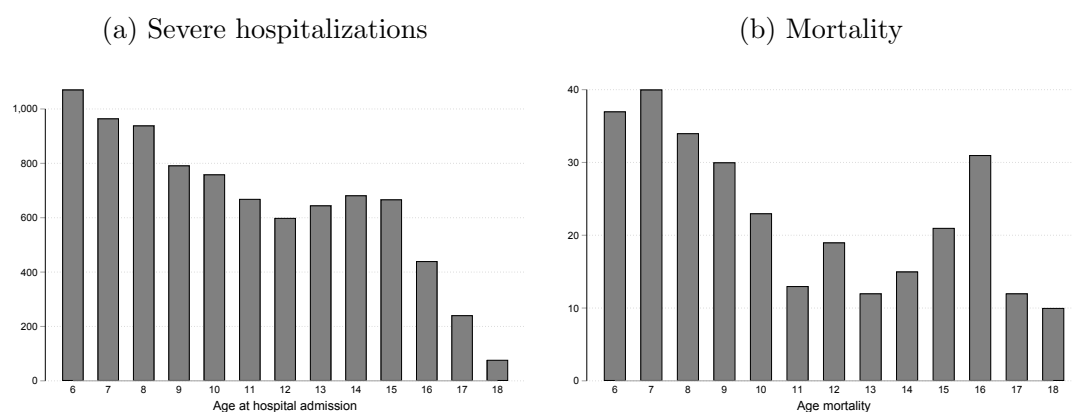 (a) Severe hospitalizations
1,000
800
600
400
200
0
6 7 8 9 10 11 12 13 14 15 16 17 18
Age at hospital admission
(b) Mortality
40
30
20
10
0
6 7 8 9 10 11 12 13 14 15 16 17 18
Age mortality